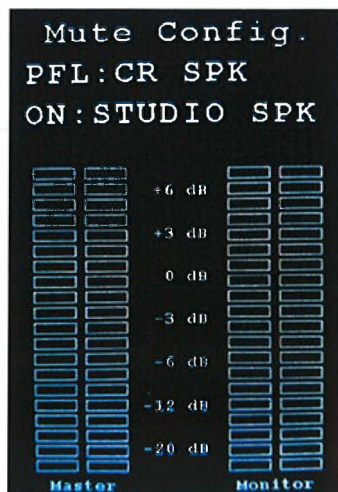 Mute Config.
PFL:CR SPK
ON:STUDIO SPK
+6 dB
+3 dB
0 dB
-3 dB
-6 dB
-12 dB
-20 dB
Master
Monitor